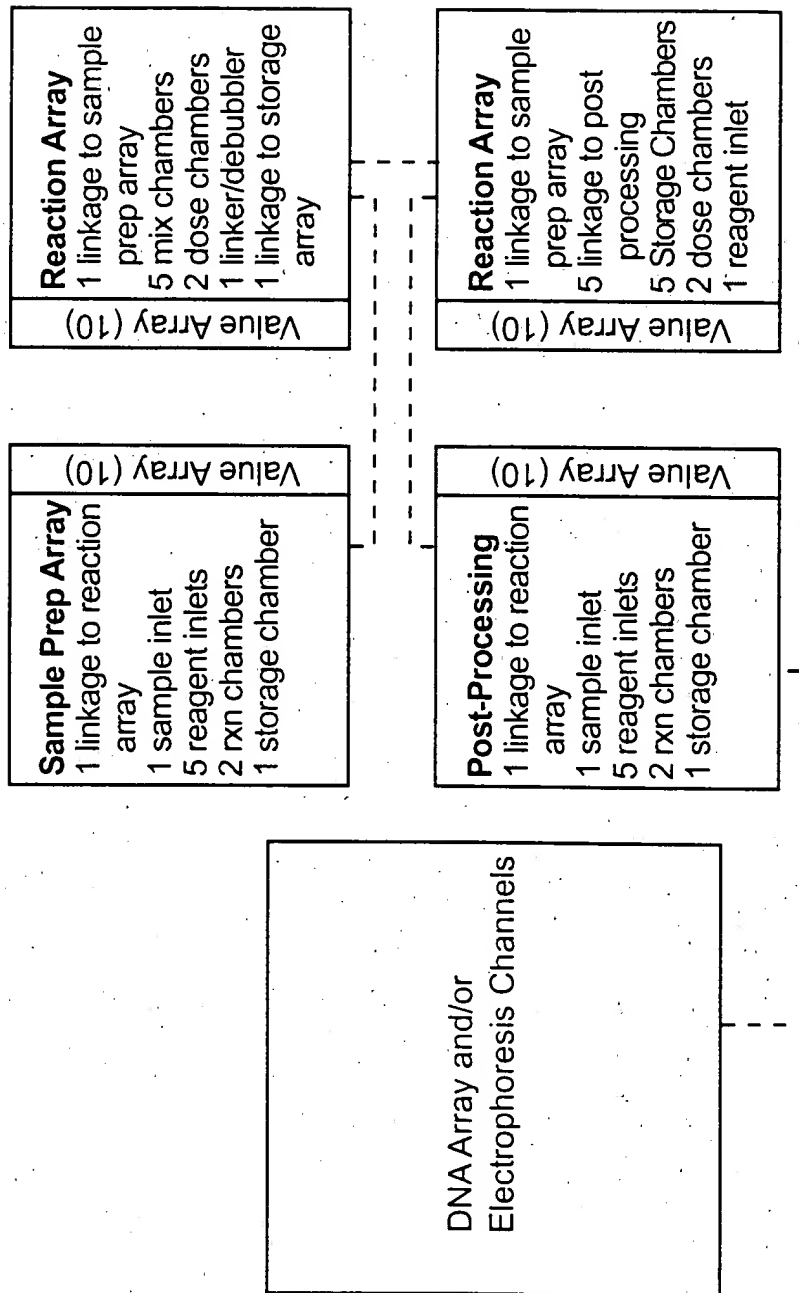 DNA Array and/or
Electrophoresis Channels
Post-Processing
1 linkage to reaction
array
1 sample inlet
5 reagent inlets
2 rxn chambers
1 storage chamber
Value Array (10)
Sample Prep Array
1 linkage to reaction
array
1 sample inlet
5 reagent inlets
2 rxn chambers
1 storage chamber
Value Array (10)
Value Array (10)
Reaction Array
1 linkage to sample
prep array
5 linkage to post
processing
5 Storage Chambers
2 dose chambers
1 reagent inlet
Value Array (10)
Reaction Array
1 linkage to sample
prep array
5 mix chambers
2 dose chambers
1 linker/debubbler
1 linkage to storage
array